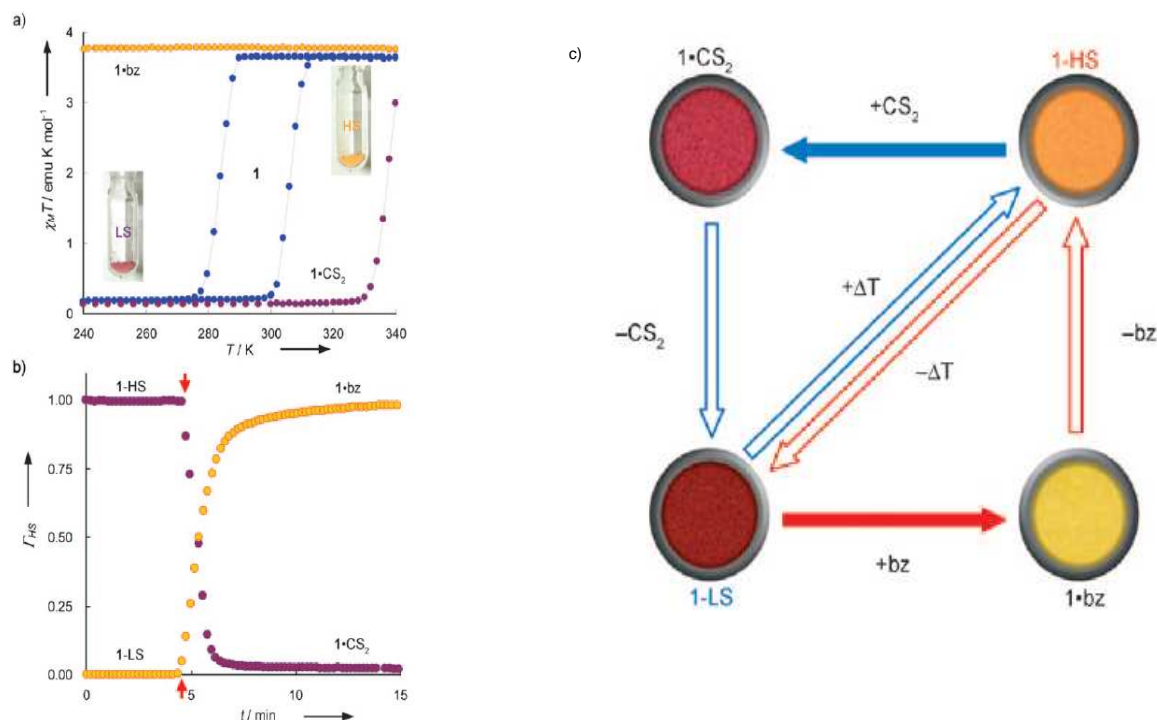 a)
χMT / emu K mol⁻¹
4
3
2
1
0
1•bz
HS
1
LS
1•CS₂
240
260
280
300
320
340
T / K
b)
1-HS
1•bz
1.00
0.75
0.50
0.25
0.00
ΓHS
1-LS
1•CS₂
0
5
10
15
t / min
c)
1•CS₂
1-HS
+CS₂
–CS₂
+ΔT
–ΔT
–bz
+bz
1-LS
1•bz